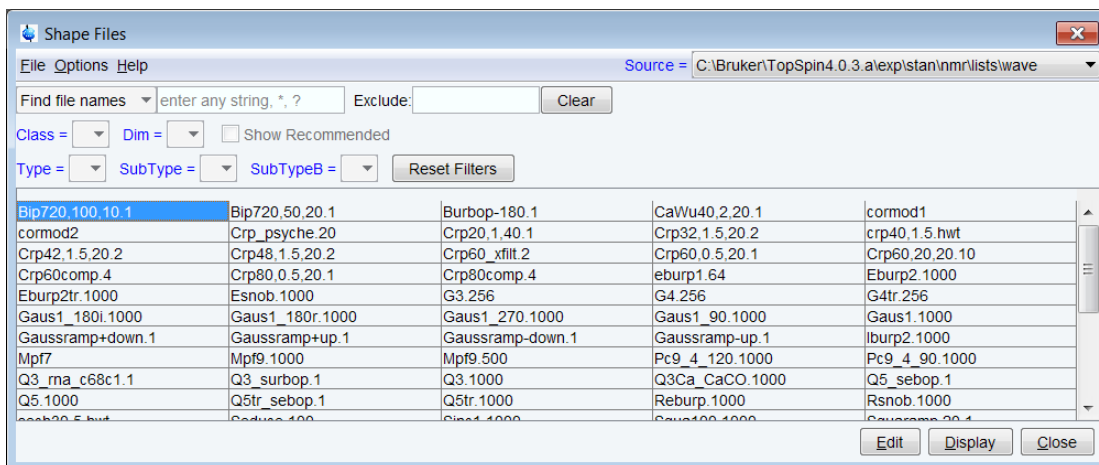 Shape Files
File Options Help Source = C:\Bruker\TopSpin4.0.3.a\exp\stan\nmr\lists\wave
Find file names enter any string, *, ? Exclude: Clear
Class = Dim = Show Recommended
Type = SubType = SubTypeB = Reset Filters
Bip720,100,10.1 Bip720,50,20.1 Burbop-180.1 CaWu40,2,20.1 cormod1
cormod2 Crp_psyche.20 Crp20,1,40.1 Crp32,1.5,20.2 crp40,1.5.hwt
Crp42,1.5,20.2 Crp48,1.5,20.2 Crp60_xfilt.2 Crp60,0.5,20.1 Crp60,20,20.10
Crp60comp.4 Crp80,0.5,20.1 Crp80comp.4 eburp1.64 Eburp2.1000
Eburp2tr.1000 Esnob.1000 G3.256 G4.256 G4tr.256
Gaus1_180i.1000 Gaus1_180r.1000 Gaus1_270.1000 Gaus1_90.1000 Gaus1.1000
Gaussramp+down.1 Gaussramp+up.1 Gaussramp-down.1 Gaussramp-up.1 Iburp2.1000
Mpf7 Mpf9.1000 Mpf9.500 Pc9_4_120.1000 Pc9_4_90.1000
Q3_rna_c68c1.1 Q3_surbop.1 Q3.1000 Q3Ca_CaCO.1000 Q5_sebop.1
Q5.1000 Q5tr_sebop.1 Q5tr.1000 Reburp.1000 Rsnob.1000
Edit Display Close